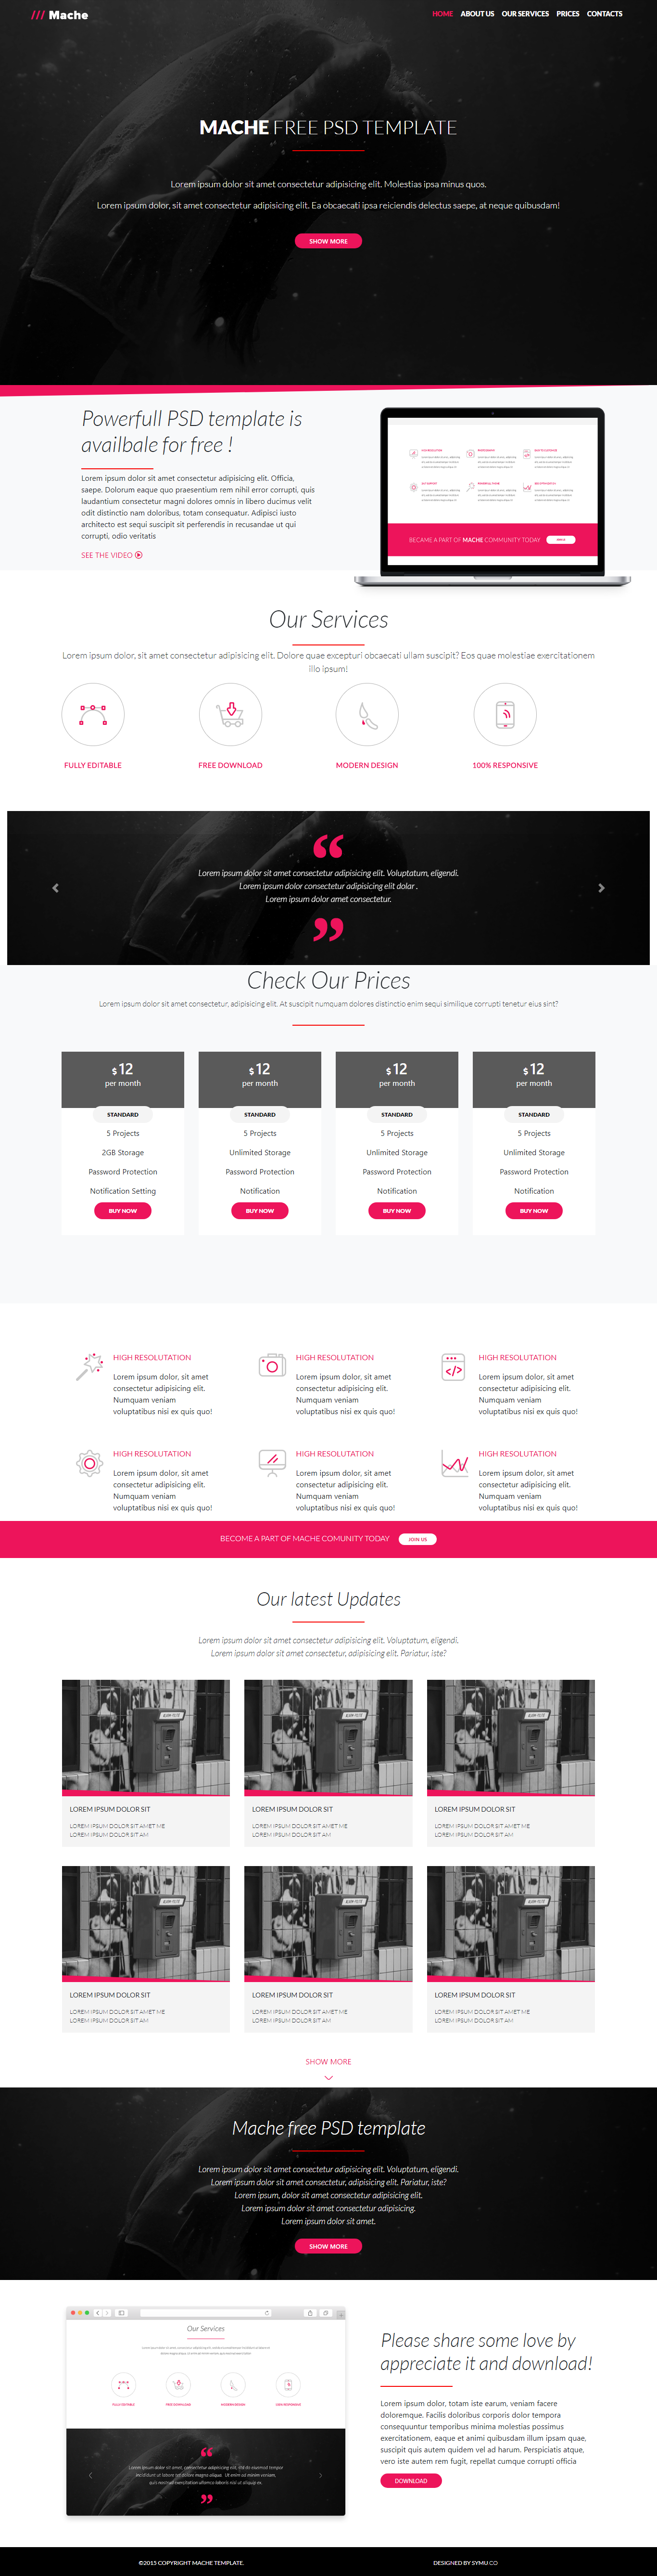 /// Mache
HOME ABOUT US OUR SERVICES PRICES CONTACTS
MACHE FREE PSD TEMPLATE
Lorem ipsum dolor sit amet consectetur adipisicing elit. Molestias ipsa minus quos.
Lorem ipsum dolor, sit amet consectetur adipisicing elit. Ea obcaecati ipsa reiciendis delectus saepe, at neque quibusdam!
SHOW MORE
Powerfull PSD template is
availbale for free !
Lorem ipsum dolor sit amet consectetur adipisicing elit. Officia,
saepe. Dolorum eaque quo praesentium rem nihil error corrupti, quis
laudantium consectetur magni dolores omnis in libero ducimus velit
odit distinctio nam doloribus, totam consequatur. Adipisci iusto
architecto est sequi suscipit sit perferendis in recusandae ut qui
corrupti, odio veritatis
SEE THE VIDEO
BECAME A PART OF MACHE COMMUNITY TODAY
Our Services
Lorem ipsum dolor, sit amet consectetur adipisicing elit. Dolore quae excepturi obcaecati ullam suscipit? Eos quae molestiae exercitationem
illo ipsum!
FULLY EDITABLE
FREE DOWNLOAD
MODERN DESIGN
100% RESPONSIVE
“
Lorem ipsum dolor sit amet consectetur adipisicing elit. Voluptatum, eligendi.
Lorem ipsum dolor consectetur adipisicing elit dolar .
Lorem ipsum dolor amet consectetur.
”
Check Our Prices
Lorem ipsum dolor sit amet consectetur, adipisicing elit. At suscipit numquam dolores distinctio enim sequi similique corrupti tenetur eius sint?
$ 12
per month
STANDARD
5 Projects
2GB Storage
Password Protection
Notification Setting
BUY NOW
$ 12
per month
STANDARD
5 Projects
Unlimited Storage
Password Protection
Notification
BUY NOW
$ 12
per month
STANDARD
5 Projects
Unlimited Storage
Password Protection
Notification
BUY NOW
$ 12
per month
STANDARD
5 Projects
Unlimited Storage
Password Protection
Notification
BUY NOW
HIGH RESOLUTATION
Lorem ipsum dolor, sit amet
consectetur adipisicing elit.
Numquam veniam
voluptatibus nisi ex quis quo!
HIGH RESOLUTATION
Lorem ipsum dolor, sit amet
consectetur adipisicing elit.
Numquam veniam
voluptatibus nisi ex quis quo!
HIGH RESOLUTATION
Lorem ipsum dolor, sit amet
consectetur adipisicing elit.
Numquam veniam
voluptatibus nisi ex quis quo!
HIGH RESOLUTATION
Lorem ipsum dolor, sit amet
consectetur adipisicing elit.
Numquam veniam
voluptatibus nisi ex quis quo!
HIGH RESOLUTATION
Lorem ipsum dolor, sit amet
consectetur adipisicing elit.
Numquam veniam
voluptatibus nisi ex quis quo!
HIGH RESOLUTATION
Lorem ipsum dolor, sit amet
consectetur adipisicing elit.
Numquam veniam
voluptatibus nisi ex quis quo!
BECOME A PART OF MACHE COMUNITY TODAY
JOIN US
Our latest Updates
Lorem ipsum dolor sit amet consectetur adipisicing elit. Voluptatum, eligendi.
Lorem ipsum dolor sit amet consectetur, adipisicing elit. Pariatur, iste?
LOREM IPSUM DOLOR SIT
LOREM IPSUM DOLOR SIT AMET ME
LOREM IPSUM DOLOR SIT AM
LOREM IPSUM DOLOR SIT
LOREM IPSUM DOLOR SIT AMET ME
LOREM IPSUM DOLOR SIT AM
LOREM IPSUM DOLOR SIT
LOREM IPSUM DOLOR SIT AMET ME
LOREM IPSUM DOLOR SIT AM
LOREM IPSUM DOLOR SIT
LOREM IPSUM DOLOR SIT AMET ME
LOREM IPSUM DOLOR SIT AM
LOREM IPSUM DOLOR SIT
LOREM IPSUM DOLOR SIT AMET ME
LOREM IPSUM DOLOR SIT AM
LOREM IPSUM DOLOR SIT
LOREM IPSUM DOLOR SIT AMET ME
LOREM IPSUM DOLOR SIT AM
SHOW MORE
Mache free PSD template
Lorem ipsum dolor sit amet consectetur adipisicing elit. Voluptatum, eligendi.
Lorem ipsum dolor sit amet consectetur, adipisicing elit. Pariatur, iste?
Lorem ipsum, dolor sit amet consectetur adipisicing elit.
Lorem ipsum dolor sit amet consectetur adipisicing.
Lorem ipsum dolor sit amet.
SHOW MORE
Our Services
FULLY EDITABLE
FREE DOWNLOAD
MODERN DESIGN
100% RESPONSIVE
“
”
Please share some love by
appreciate it and download!
Lorem ipsum dolor, totam iste earum, veniam facere
doloremque. Facilis doloribus corporis dolor tempora
consequuntur temporibus minima molestias possimus
exercitationem, eaque et animi quibusdam illum ipsam quae,
suscipit quis autem quidem vel ad harum. Perspiciatis atque,
vero iste autem rem fugit, repellat cumque corrupti officia
DOWNLOAD
©2015 COPYRIGHT MACHE TEMPLATE.
DESIGNED BY SYMU CO